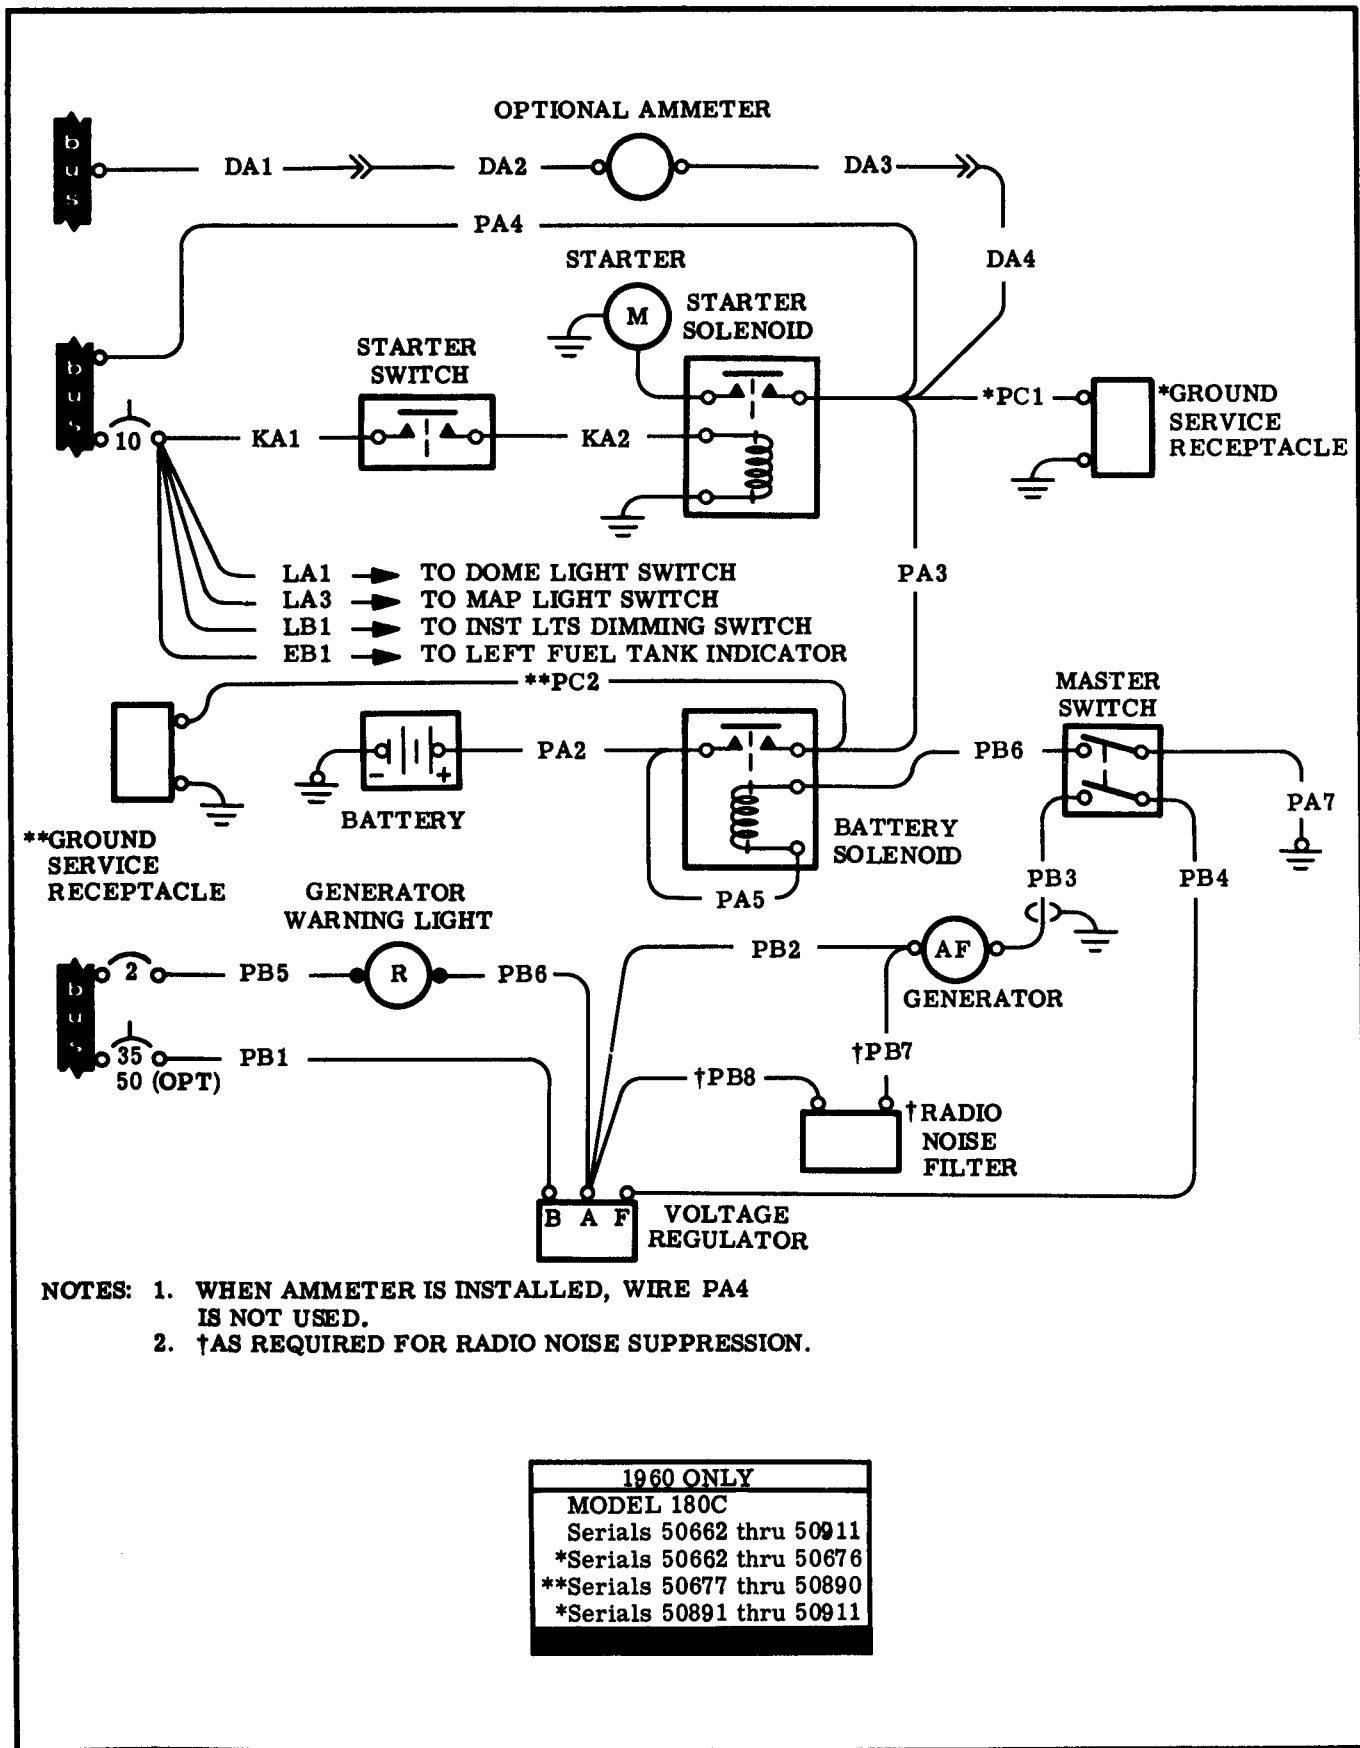 OPTIONAL AMMETER
bus
DA1
DA2
DA3
PA4
DA4
STARTER
M
STARTER
SOLENOID
STARTER
SWITCH
bus
10
KA1
KA2
*PC1
*GROUND
SERVICE
RECEPTACLE
LA1 TO DOME LIGHT SWITCH
LA3 TO MAP LIGHT SWITCH
LB1 TO INST LTS DIMMING SWITCH
EB1 TO LEFT FUEL TANK INDICATOR
PA3
**PC2
MASTER
SWITCH
- +
BATTERY
PA2
PB6
PA7
**GROUND
SERVICE
RECEPTACLE
BATTERY
SOLENOID
PA5
PB3
PB4
GENERATOR
WARNING LIGHT
bus
2
PB5
R
PB6
PB2
AF
GENERATOR
35
50 (OPT)
PB1
†PB7
†PB8
†RADIO
NOISE
FILTER
B A F
VOLTAGE
REGULATOR
NOTES: 1. WHEN AMMETER IS INSTALLED, WIRE PA4
IS NOT USED.
2. †AS REQUIRED FOR RADIO NOISE SUPPRESSION.
1960 ONLY
MODEL 180C
Serials 50662 thru 50911
*Serials 50662 thru 50676
**Serials 50677 thru 50890
*Serials 50891 thru 50911